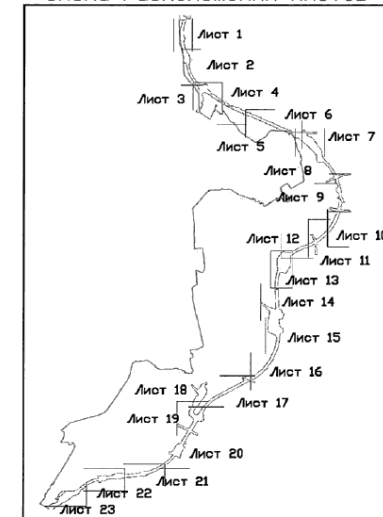 Лист 1
Лист 2
Лист 3
Лист 4
Лист 5
Лист 6
Лист 7
Лист 8
Лист 9
Лист 10
Лист 11
Лист 12
Лист 13
Лист 14
Лист 15
Лист 16
Лист 17
Лист 18
Лист 19
Лист 20
Лист 21
Лист 22
Лист 23